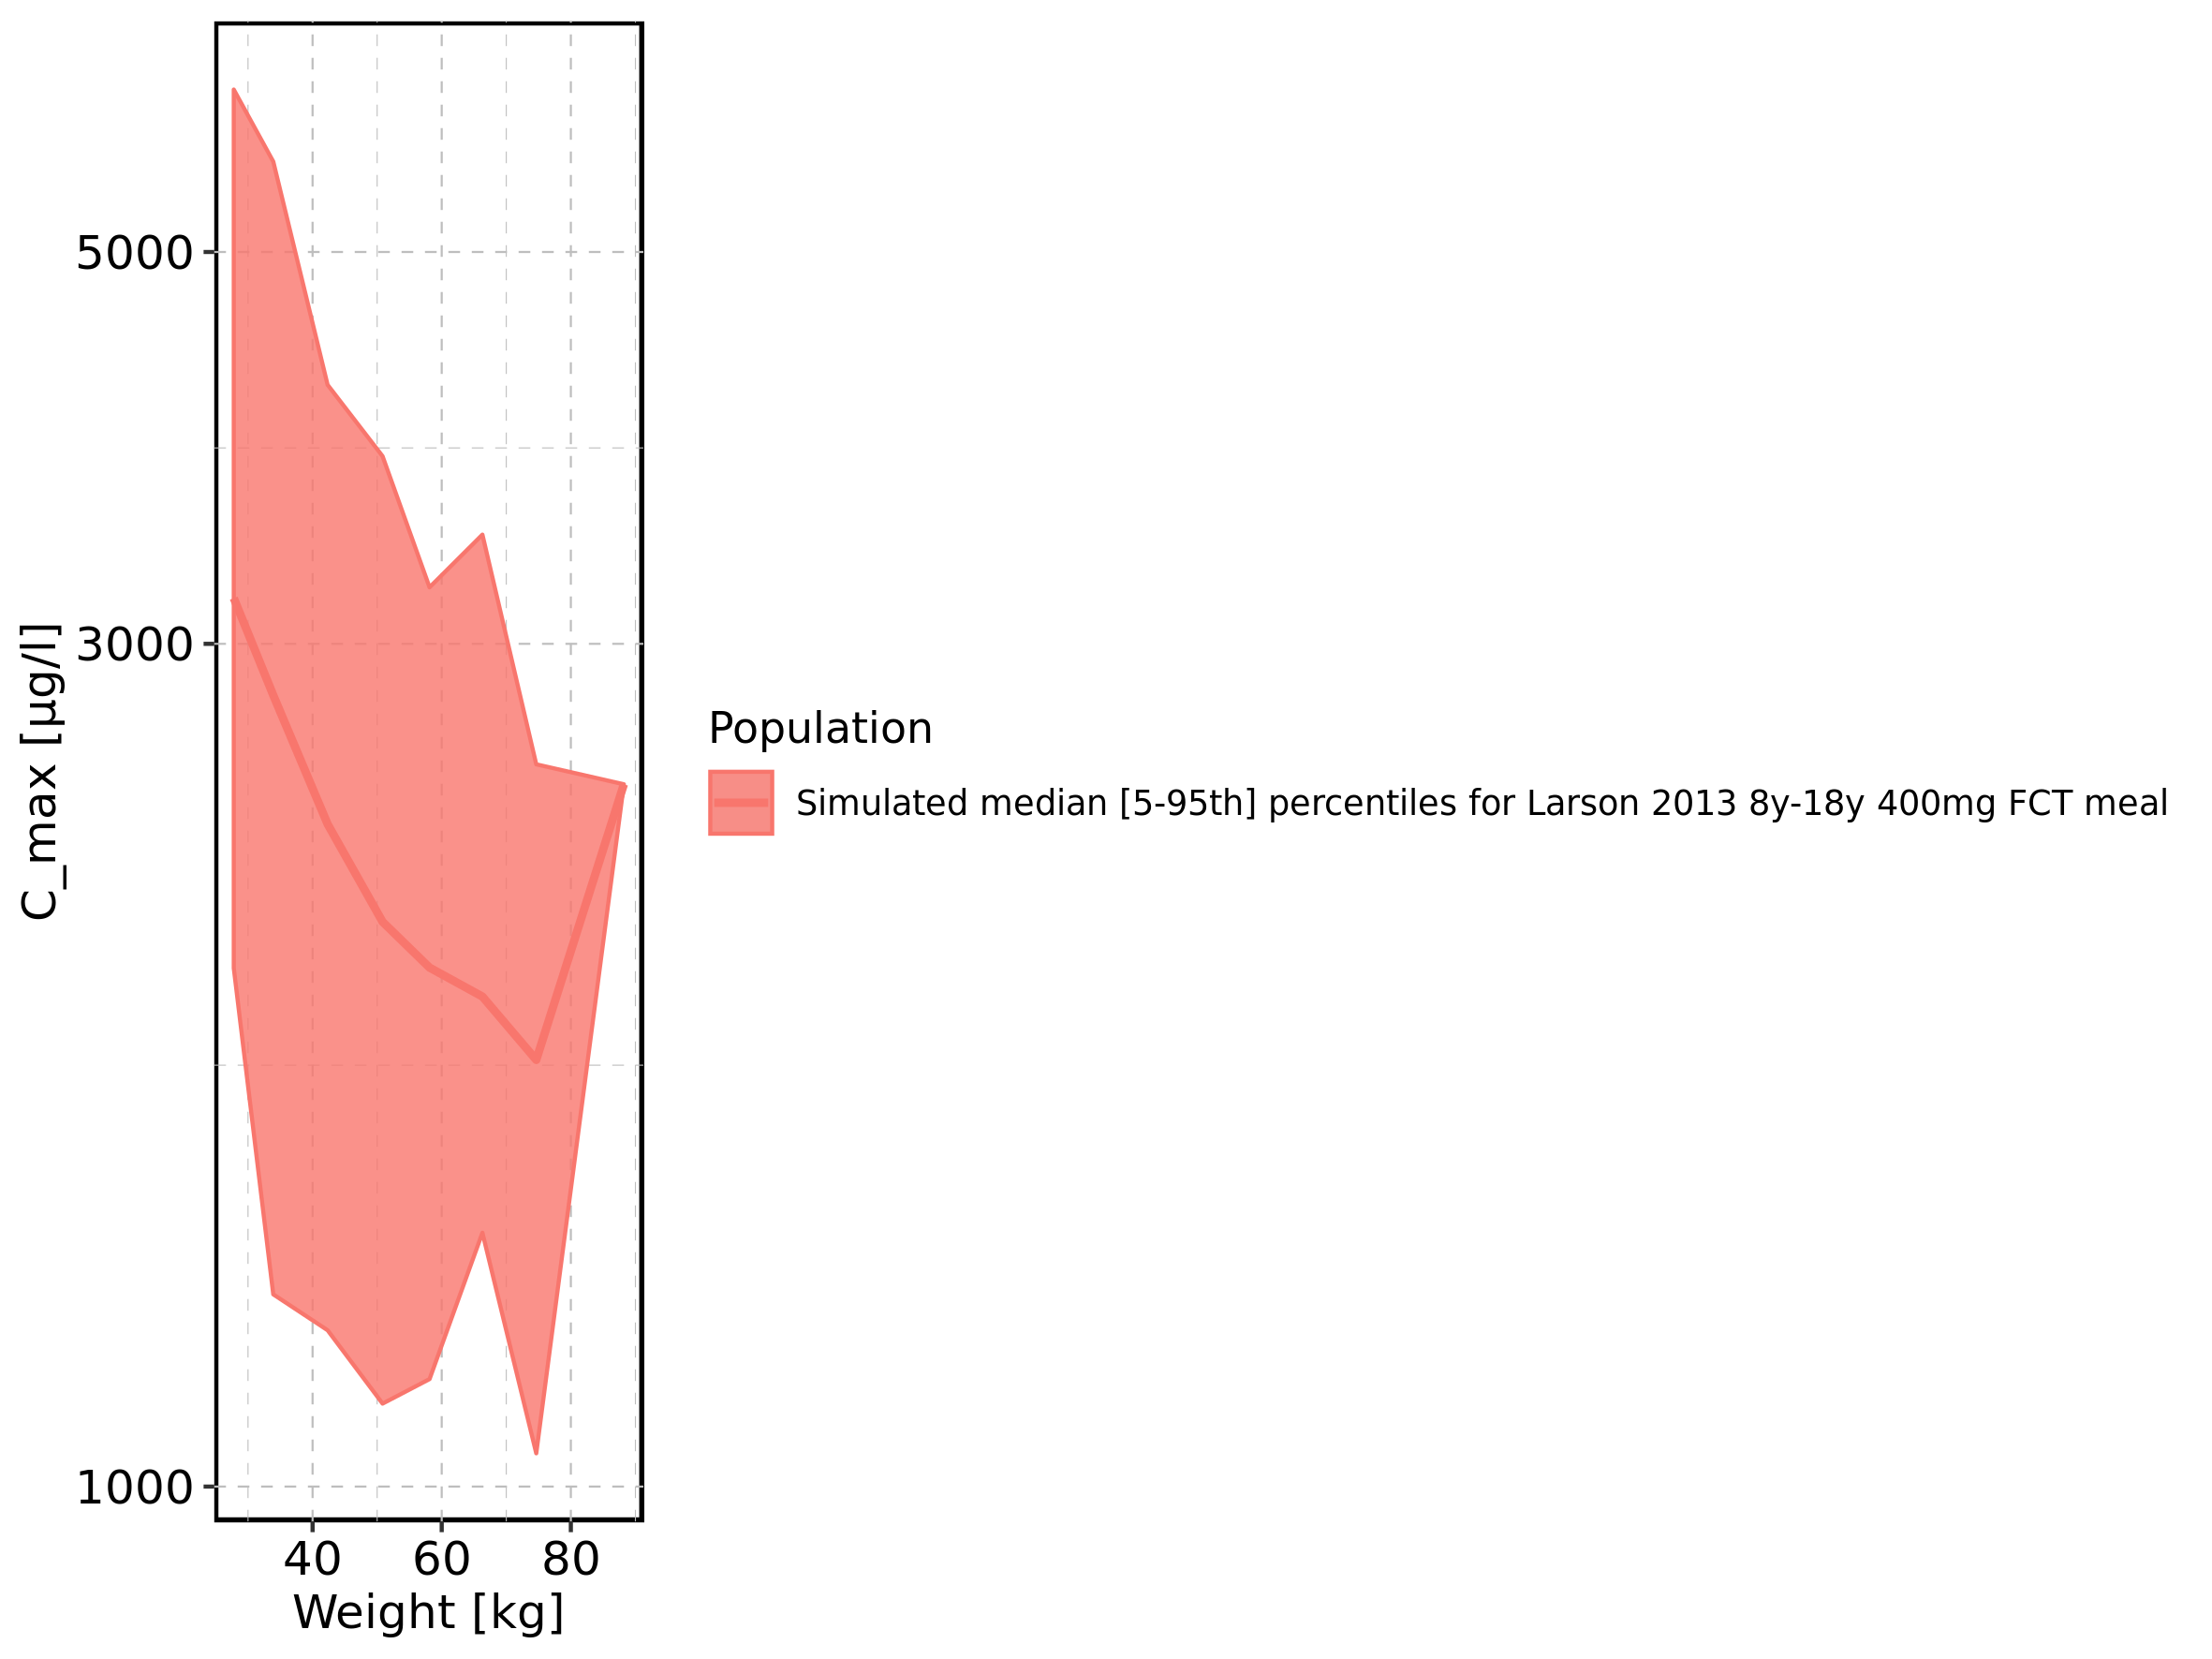 5000
3000
1000
C_max [µg/l]
40 60 80
Weight [kg]
Population
Simulated median [5-95th] percentiles for Larson 2013 8y-18y 400mg FCT meal